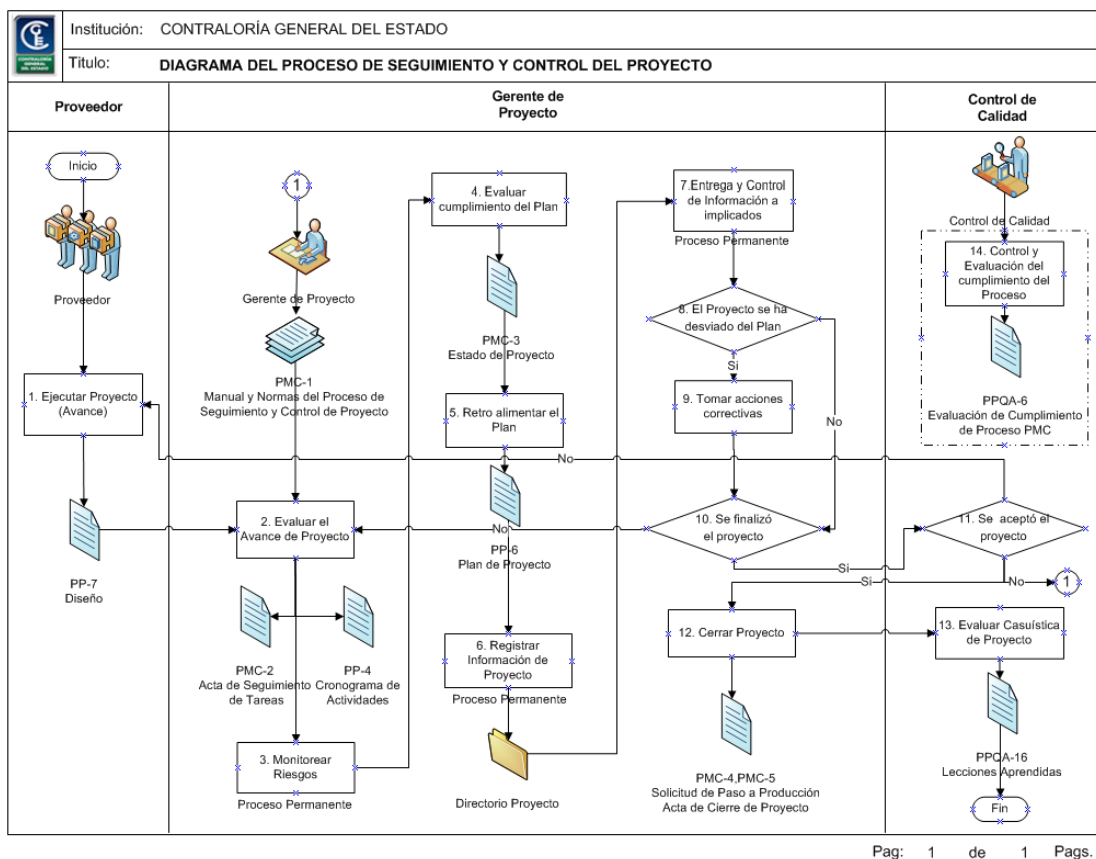 Institución: CONTRALORÍA GENERAL DEL ESTADO
CONTRALORÍA
GENERAL
DEL ESTADO
Título: DIAGRAMA DEL PROCESO DE SEGUIMIENTO Y CONTROL DEL PROYECTO
Proveedor
Gerente de
Proyecto
Control de
Calidad
Inicio
Proveedor
1. Ejecutar Proyecto
(Avance)
PP-7
Diseño
1
Gerente de Proyecto
PMC-1
Manual y Normas del Proceso de
Seguimiento y Control de Proyecto
2. Evaluar el
Avance de Proyecto
PMC-2
Acta de Seguimiento
de Tareas
PP-4
Cronograma de
Actividades
3. Monitorear
Riesgos
Proceso Permanente
4. Evaluar
cumplimiento del Plan
PMC-3
Estado de Proyecto
5. Retro alimentar el
Plan
No
No
PP-6
Plan de Proyecto
6. Registrar
Información de
Proyecto
Proceso Permanente
Directorio Proyecto
7.Entrega y Control
de Información a
implicados
Proceso Permanente
8. El Proyecto se ha
desviado del Plan
Si
No
9. Tomar acciones
correctivas
10. Se finalizó
el proyecto
Si
Si
12. Cerrar Proyecto
PMC-4,PMC-5
Solicitud de Paso a Producción
Acta de Cierre de Proyecto
Control de Calidad
14. Control y
Evaluación del
cumplimiento del
Proceso
PPQA-6
Evaluación de Cumplimiento
de Proceso PMC
11. Se aceptó el
proyecto
No
1
13. Evaluar Casuística
de Proyecto
PPQA-16
Lecciones Aprendidas
Fin
Pag: 1 de 1 Pags.